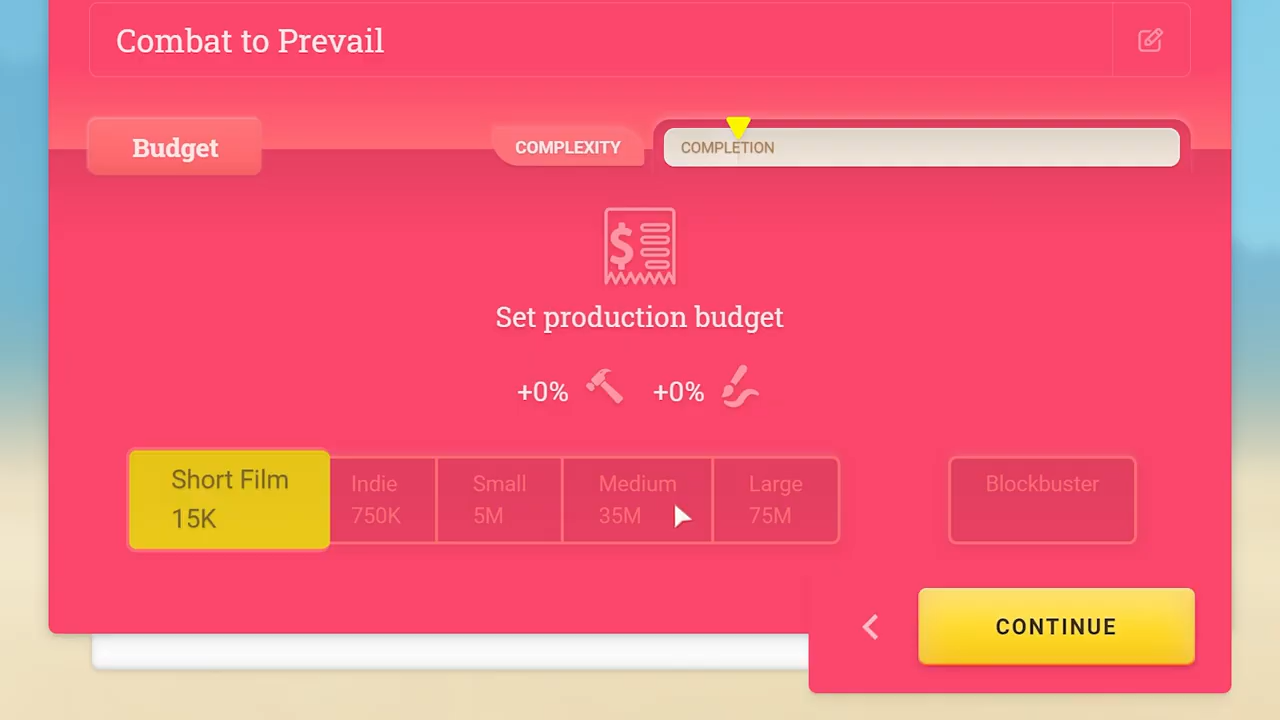 Combat to Prevail
Budget
COMPLEXITY
COMPLETION
$
Set production budget
+0%
+0%
Short Film
15K
Indie
750K
Small
5M
Medium
35M
Large
75M
Blockbuster
CONTINUE